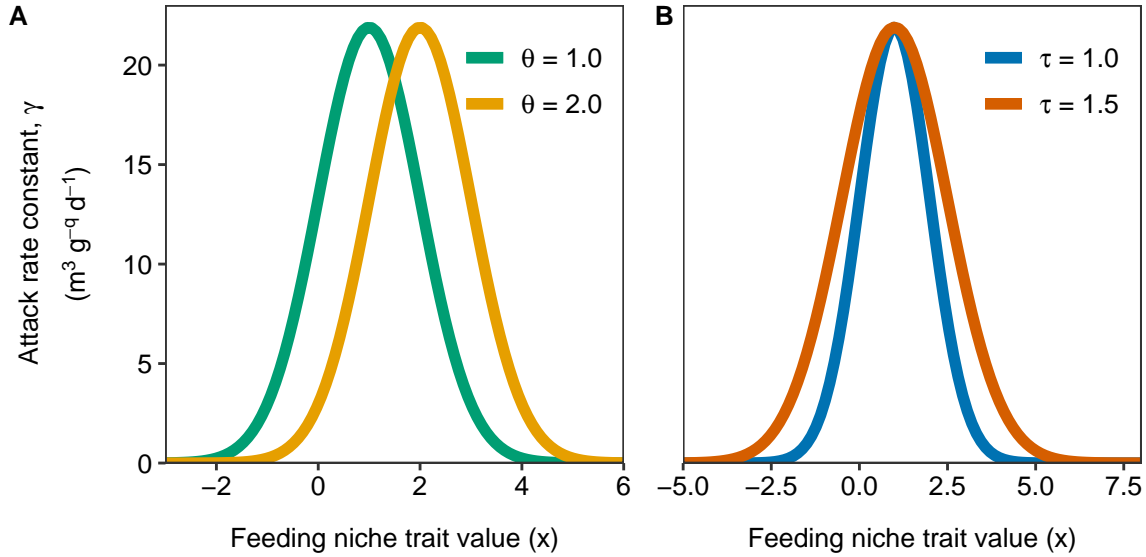 A
B
θ = 1.0
θ = 2.0
τ = 1.0
τ = 1.5
Attack rate constant, γ
(m³ g⁻q d⁻¹)
20
15
10
5
0
−2 0 2 4 6
−5.0 −2.5 0.0 2.5 5.0 7.5
Feeding niche trait value (x)
Feeding niche trait value (x)